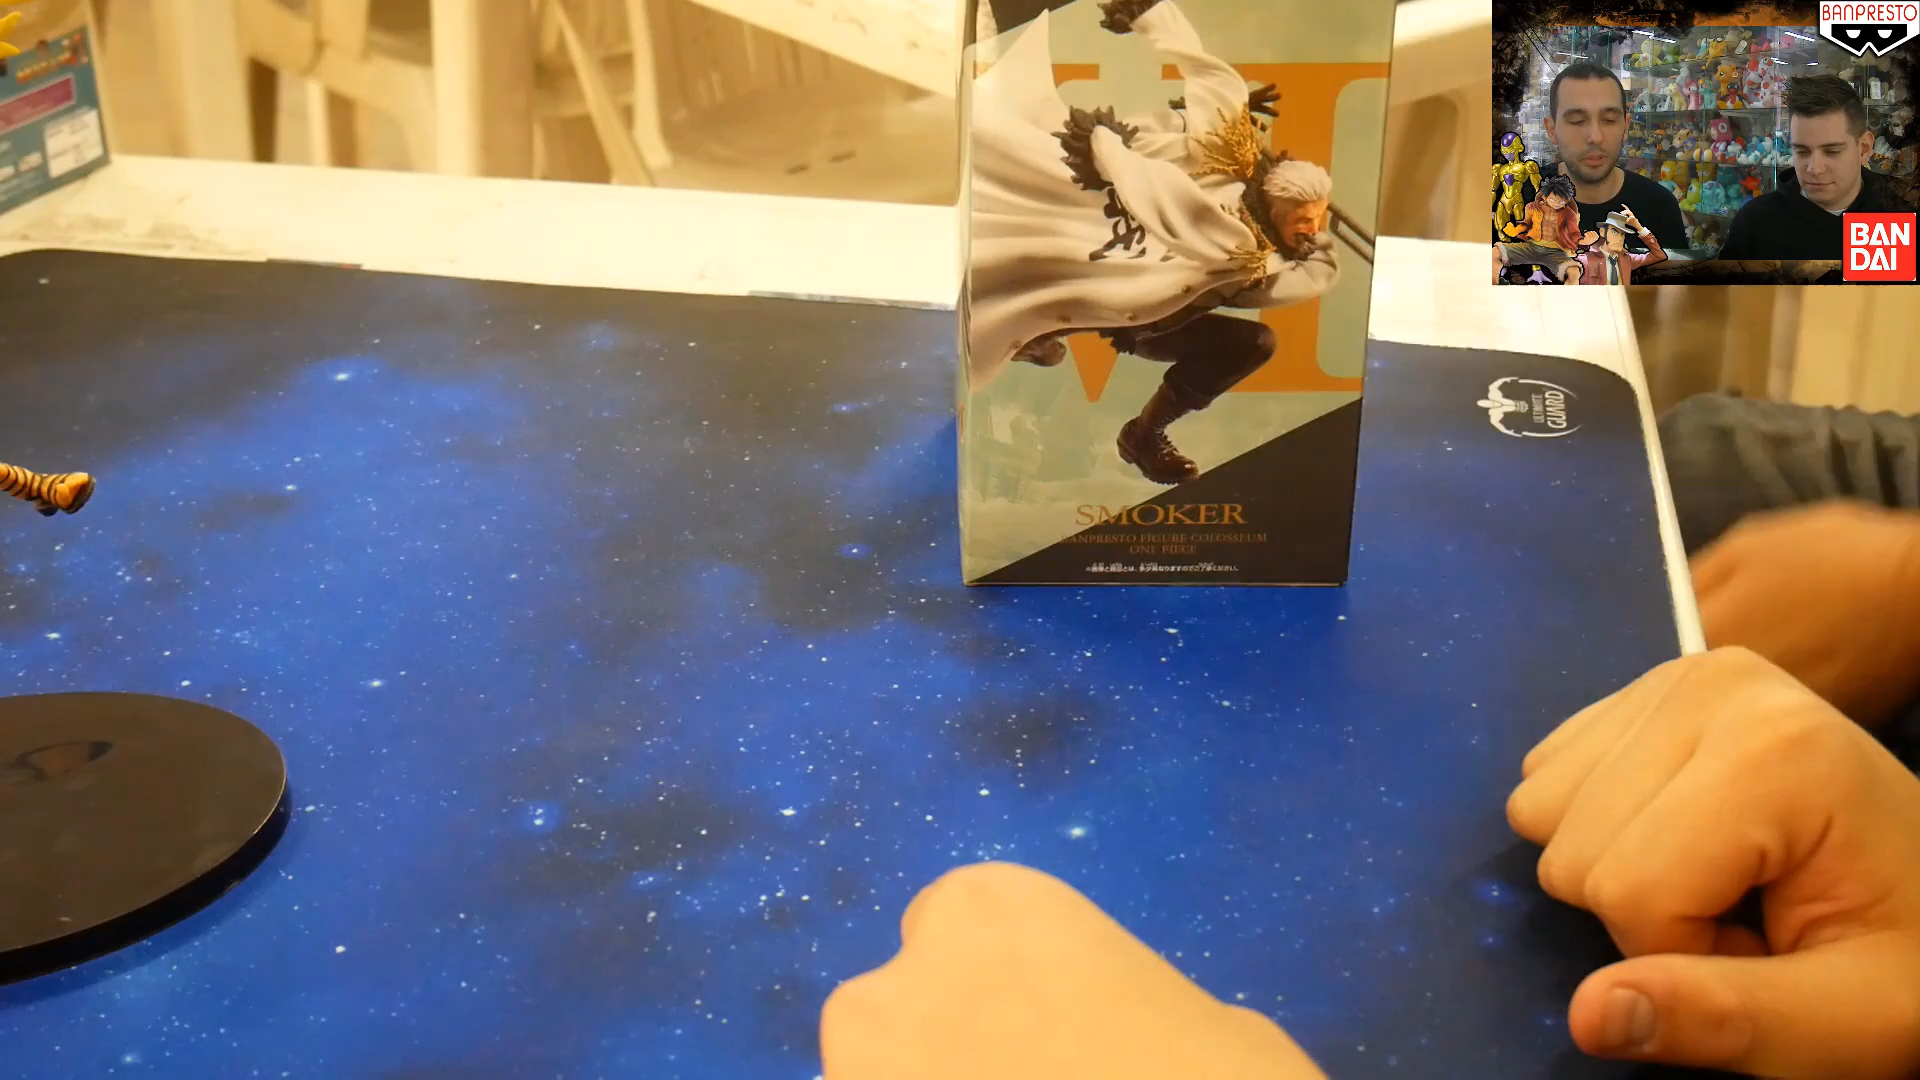 BANPRESTO
BAN
DAI
ULTIMATE
GUARD
SMOKER
BANPRESTO FIGURE COLOSSEUM
ONE PIECE